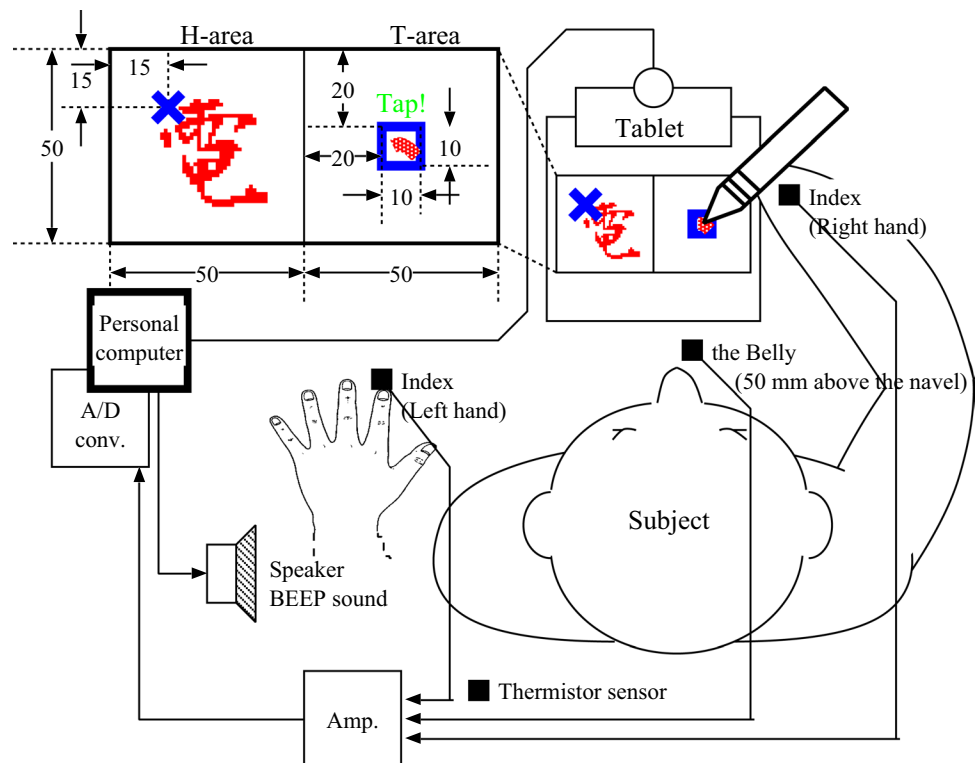 H-area
T-area
15
15
20
Tap!
50
20
10
10
50
50
Tablet
Index
(Right hand)
Personal
computer
the Belly
(50 mm above the navel)
Index
(Left hand)
A/D
conv.
Subject
Speaker
BEEP sound
Thermistor sensor
Amp.